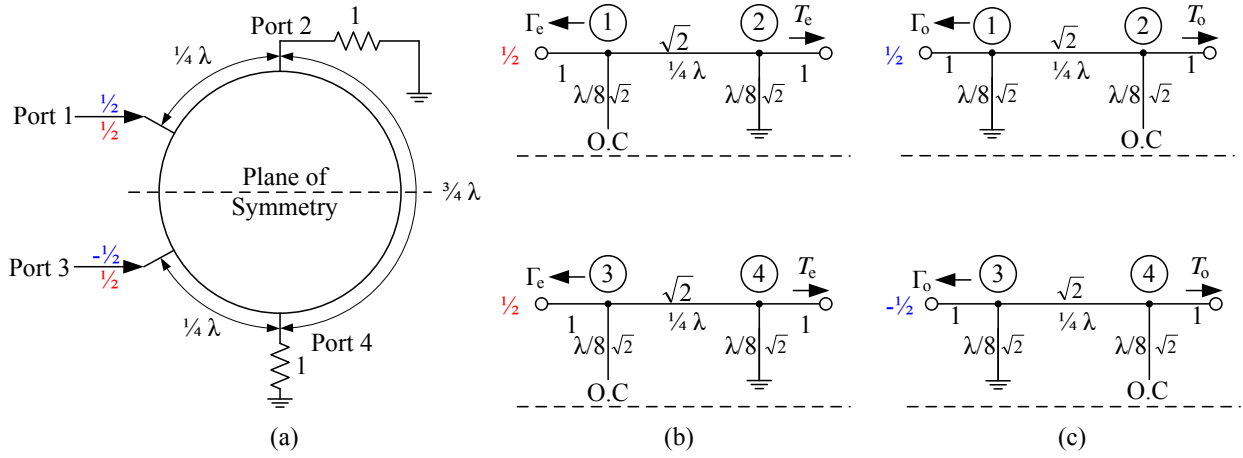 Port 2
1
¼ λ
Port 1
½
½
Plane of
Symmetry
¾ λ
Port 3
-½
½
¼ λ
Port 4
1
(a)
Γe
1
2
Te
½
1
√2
¼ λ
1
λ/8
√2
λ/8
√2
O.C
Γe
3
4
Te
½
1
√2
¼ λ
1
λ/8
√2
λ/8
√2
O.C
(b)
Γo
1
2
To
½
1
√2
¼ λ
1
λ/8
√2
λ/8
√2
O.C
Γo
3
4
To
-½
1
√2
¼ λ
1
λ/8
√2
λ/8
√2
O.C
(c)